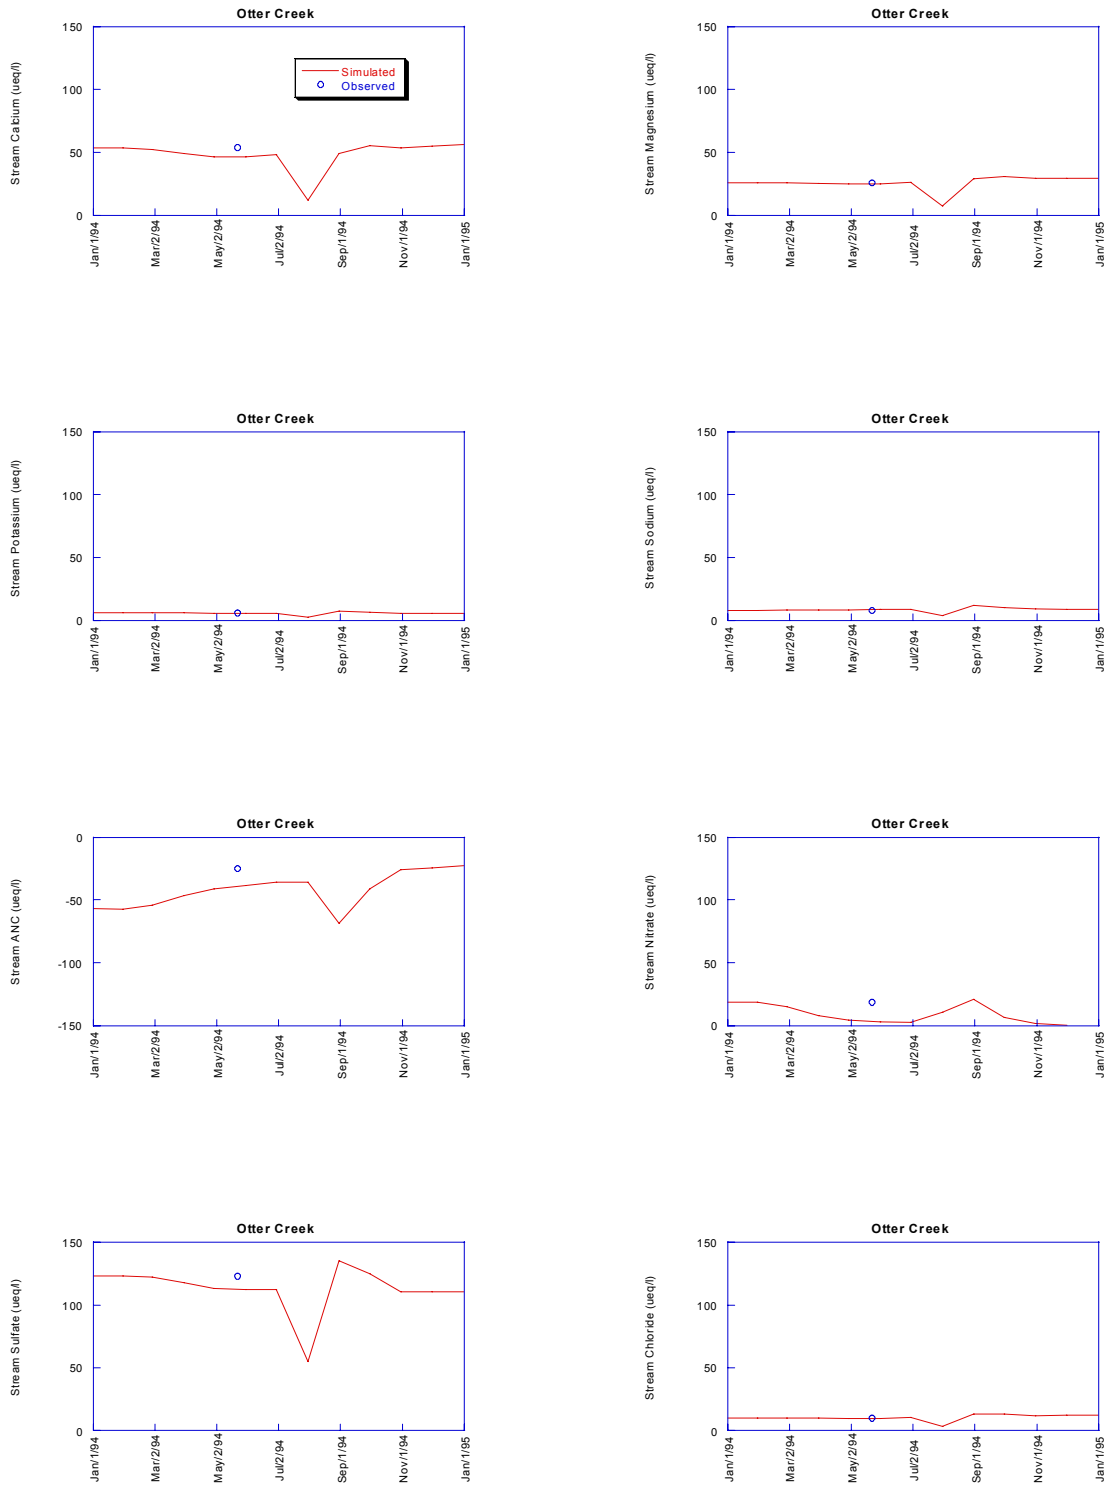 Otter Creek
Stream Calcium (ueq/l)
150
100
50
0
Simulated
Observed
Jan/1/94
Mar/2/94
May/2/94
Jul/2/94
Sep/1/94
Nov/1/94
Jan/1/95
Otter Creek
Stream Magnesium (ueq/l)
150
100
50
0
Jan/1/94
Mar/2/94
May/2/94
Jul/2/94
Sep/1/94
Nov/1/94
Jan/1/95
Otter Creek
Stream Potassium (ueq/l)
150
100
50
0
Jan/1/94
Mar/2/94
May/2/94
Jul/2/94
Sep/1/94
Nov/1/94
Jan/1/95
Otter Creek
Stream Sodium (ueq/l)
150
100
50
0
Jan/1/94
Mar/2/94
May/2/94
Jul/2/94
Sep/1/94
Nov/1/94
Jan/1/95
Otter Creek
Stream ANC (ueq/l)
0
-50
-100
-150
Jan/1/94
Mar/2/94
May/2/94
Jul/2/94
Sep/1/94
Nov/1/94
Jan/1/95
Otter Creek
Stream Nitrate (ueq/l)
150
100
50
0
Jan/1/94
Mar/2/94
May/2/94
Jul/2/94
Sep/1/94
Nov/1/94
Jan/1/95
Otter Creek
Stream Sulfate (ueq/l)
150
100
50
0
Jan/1/94
Mar/2/94
May/2/94
Jul/2/94
Sep/1/94
Nov/1/94
Jan/1/95
Otter Creek
Stream Chloride (ueq/l)
150
100
50
0
Jan/1/94
Mar/2/94
May/2/94
Jul/2/94
Sep/1/94
Nov/1/94
Jan/1/95